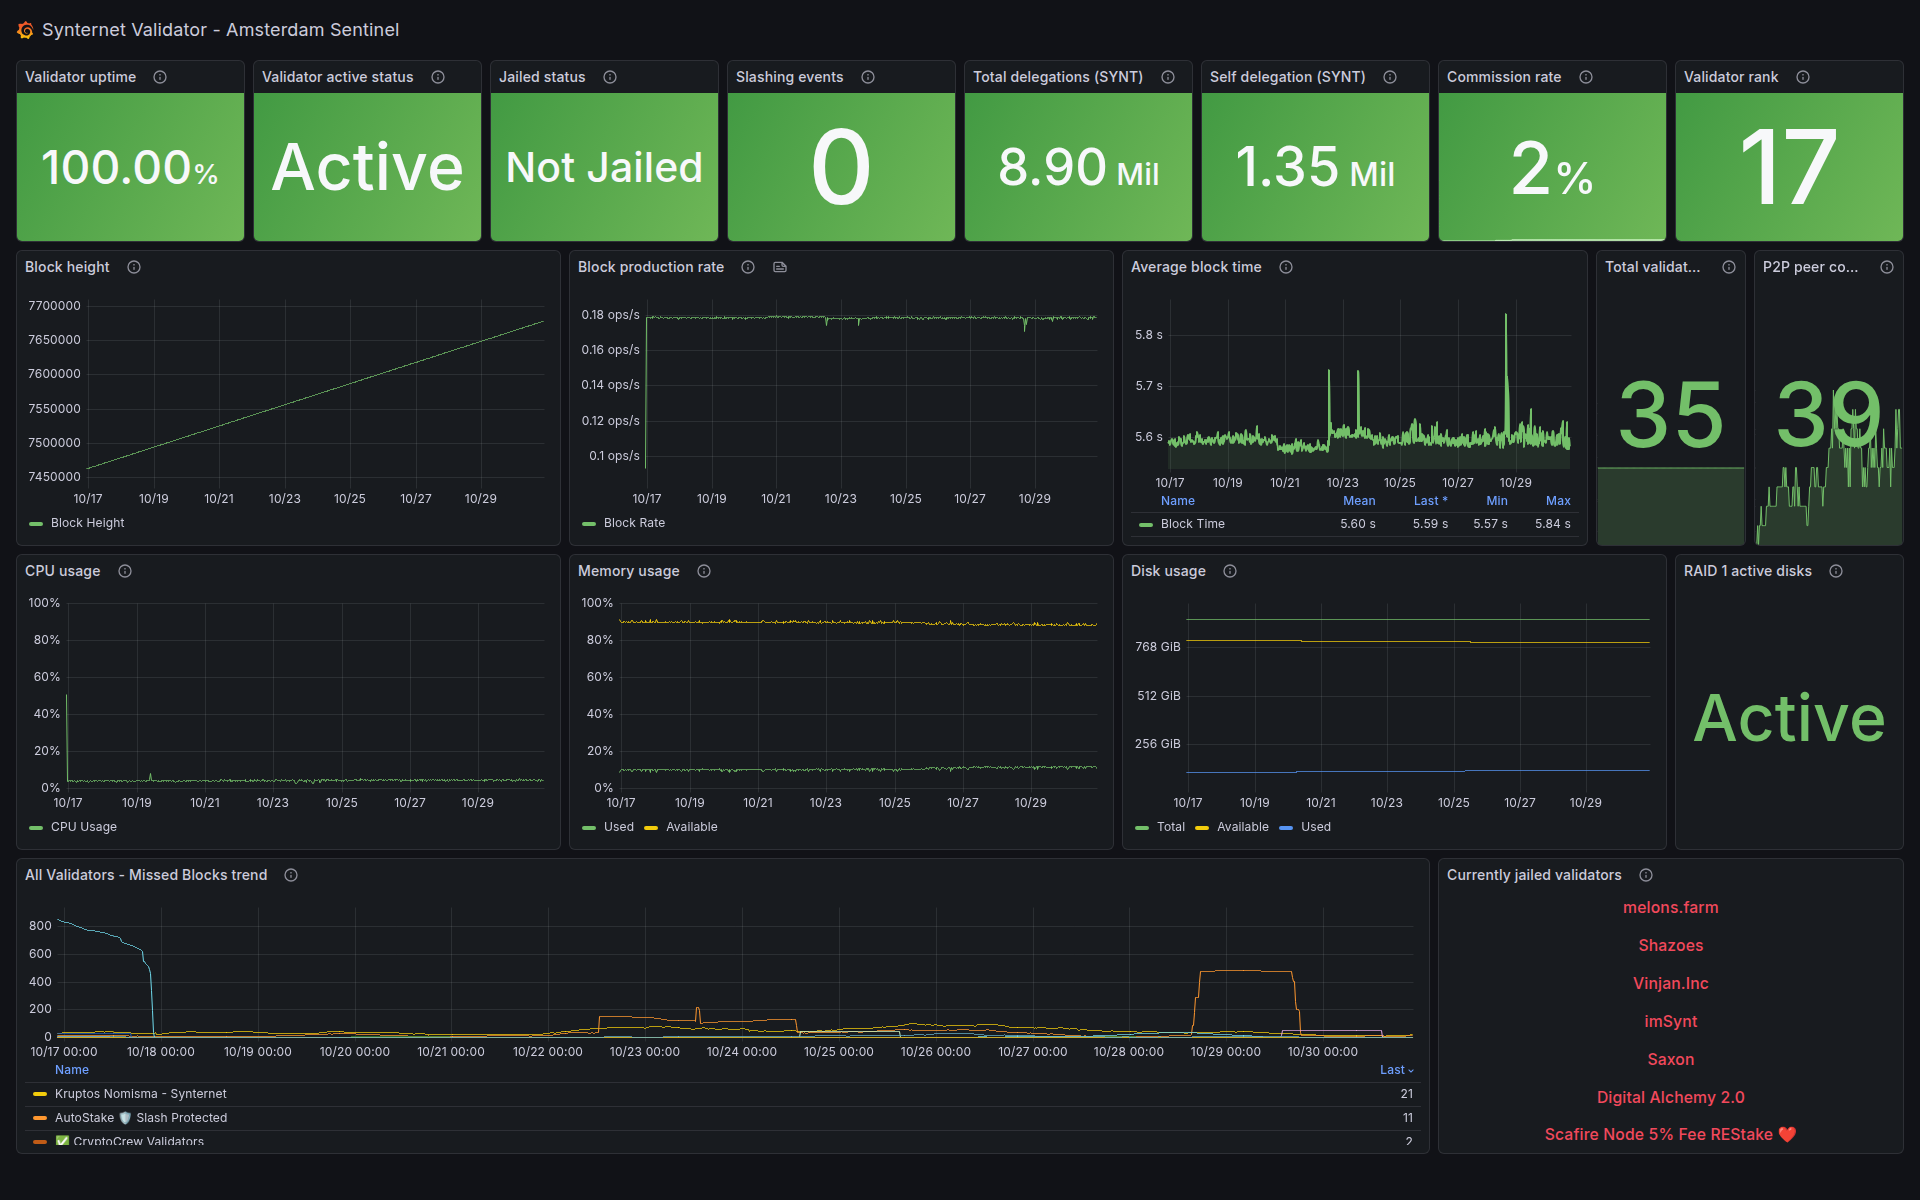 Synternet Validator - Amsterdam Sentinel
Validator uptime
100.00%
Validator active status
Active
Jailed status
Not Jailed
Slashing events
0
Total delegations (SYNT)
8.90 Mil
Self delegation (SYNT)
1.35 Mil
Commission rate
2%
Validator rank
17
Block height
7700000
7650000
7600000
7550000
7500000
7450000
10/17 10/19 10/21 10/23 10/25 10/27 10/29
Block Height
Block production rate
0.18 ops/s
0.16 ops/s
0.14 ops/s
0.12 ops/s
0.1 ops/s
10/17 10/19 10/21 10/23 10/25 10/27 10/29
Block Rate
Average block time
5.8 s
5.7 s
5.6 s
10/17 10/19 10/21 10/23 10/25 10/27 10/29
Name Mean Last * Min Max
Block Time 5.60 s 5.59 s 5.57 s 5.84 s
Total validat...
35
P2P peer co...
39
CPU usage
100%
80%
60%
40%
20%
0%
10/17 10/19 10/21 10/23 10/25 10/27 10/29
CPU Usage
Memory usage
100%
80%
60%
40%
20%
0%
10/17 10/19 10/21 10/23 10/25 10/27 10/29
Used Available
Disk usage
768 GiB
512 GiB
256 GiB
10/17 10/19 10/21 10/23 10/25 10/27 10/29
Total Available Used
RAID 1 active disks
Active
All Validators - Missed Blocks trend
800
600
400
200
0
10/17 00:00 10/18 00:00 10/19 00:00 10/20 00:00 10/21 00:00 10/22 00:00 10/23 00:00 10/24 00:00 10/25 00:00 10/26 00:00 10/27 00:00 10/28 00:00 10/29 00:00 10/30 00:00
Name Last
Kruptos Nomisma - Synternet 21
AutoStake 🛡️ Slash Protected 11
✅ CryptoCrew Validators 2
Currently jailed validators
melons.farm
Shazoes
Vinjan.Inc
imSynt
Saxon
Digital Alchemy 2.0
Scafire Node 5% Fee REStake ❤️